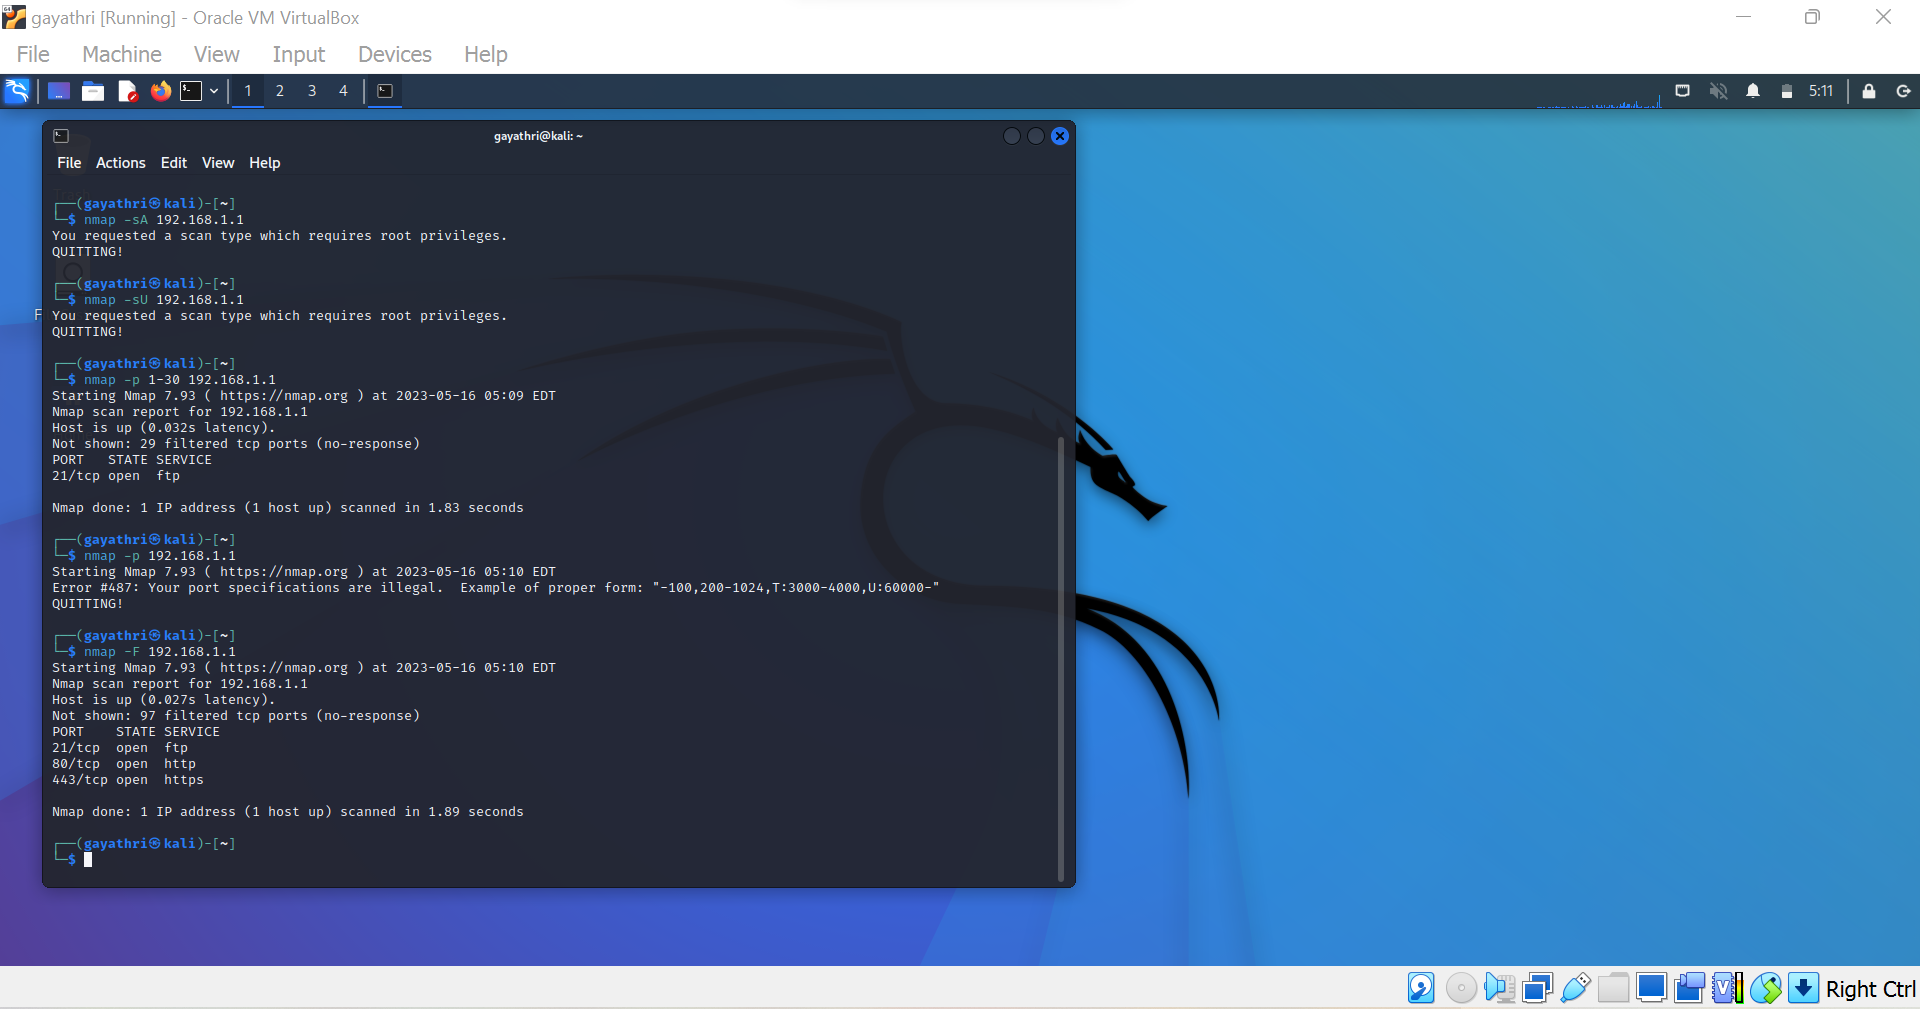 gayathri [Running] - Oracle VM VirtualBox
File Machine View Input Devices Help
1 2 3 4
5:11
gayathri@kali: ~
File Actions Edit View Help
┌──(gayathri㉿kali)-[~]
└─$ nmap -sA 192.168.1.1
You requested a scan type which requires root privileges.
QUITTING!
┌──(gayathri㉿kali)-[~]
└─$ nmap -sU 192.168.1.1
You requested a scan type which requires root privileges.
QUITTING!
┌──(gayathri㉿kali)-[~]
└─$ nmap -p 1-30 192.168.1.1
Starting Nmap 7.93 ( https://nmap.org ) at 2023-05-16 05:09 EDT
Nmap scan report for 192.168.1.1
Host is up (0.032s latency).
Not shown: 29 filtered tcp ports (no-response)
PORT   STATE SERVICE
21/tcp open  ftp
Nmap done: 1 IP address (1 host up) scanned in 1.83 seconds
┌──(gayathri㉿kali)-[~]
└─$ nmap -p 192.168.1.1
Starting Nmap 7.93 ( https://nmap.org ) at 2023-05-16 05:10 EDT
Error #487: Your port specifications are illegal.  Example of proper form: "-100,200-1024,T:3000-4000,U:60000-"
QUITTING!
┌──(gayathri㉿kali)-[~]
└─$ nmap -F 192.168.1.1
Starting Nmap 7.93 ( https://nmap.org ) at 2023-05-16 05:10 EDT
Nmap scan report for 192.168.1.1
Host is up (0.027s latency).
Not shown: 97 filtered tcp ports (no-response)
PORT    STATE SERVICE
21/tcp  open  ftp
80/tcp  open  http
443/tcp open  https
Nmap done: 1 IP address (1 host up) scanned in 1.89 seconds
┌──(gayathri㉿kali)-[~]
└─$
Right Ctrl